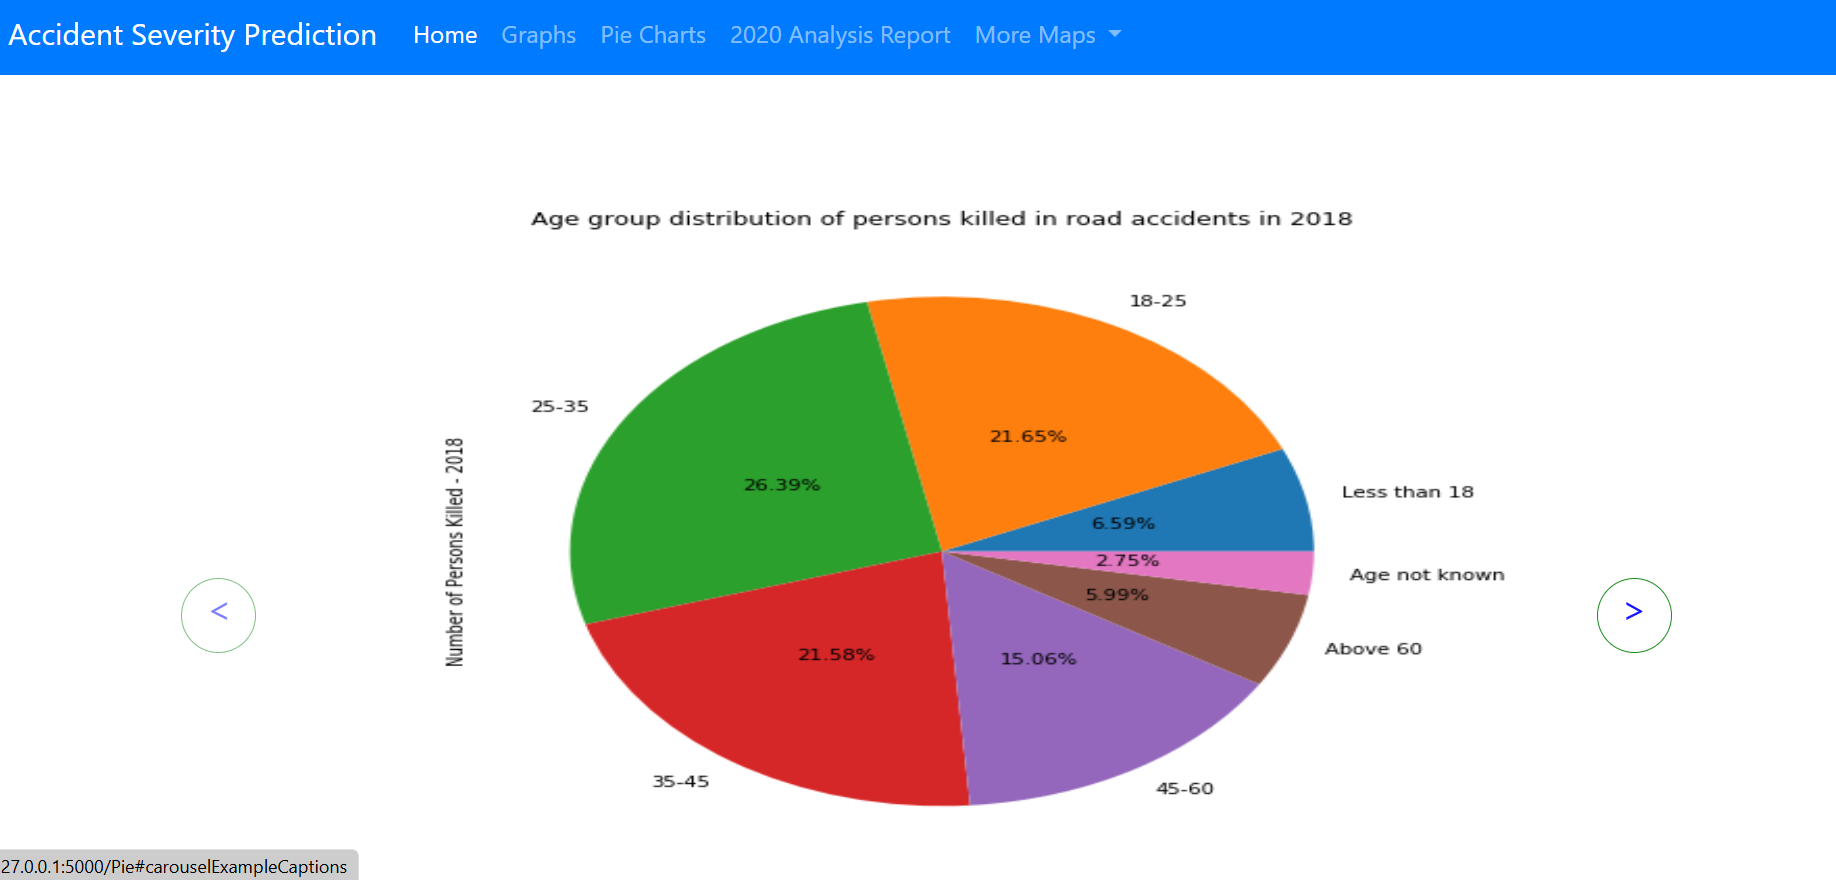 Accident Severity Prediction Home Graphs Pie Charts 2020 Analysis Report More Maps
Age group distribution of persons killed in road accidents in 2018
18-25
25-35
21.65%
Number of Persons Killed - 2018
26.39%
Less than 18
6.59%
2.75%
Age not known
5.99%
<
>
Above 60
21.58%
15.06%
35-45
45-60
27.0.0.1:5000/Pie#carouselExampleCaptions